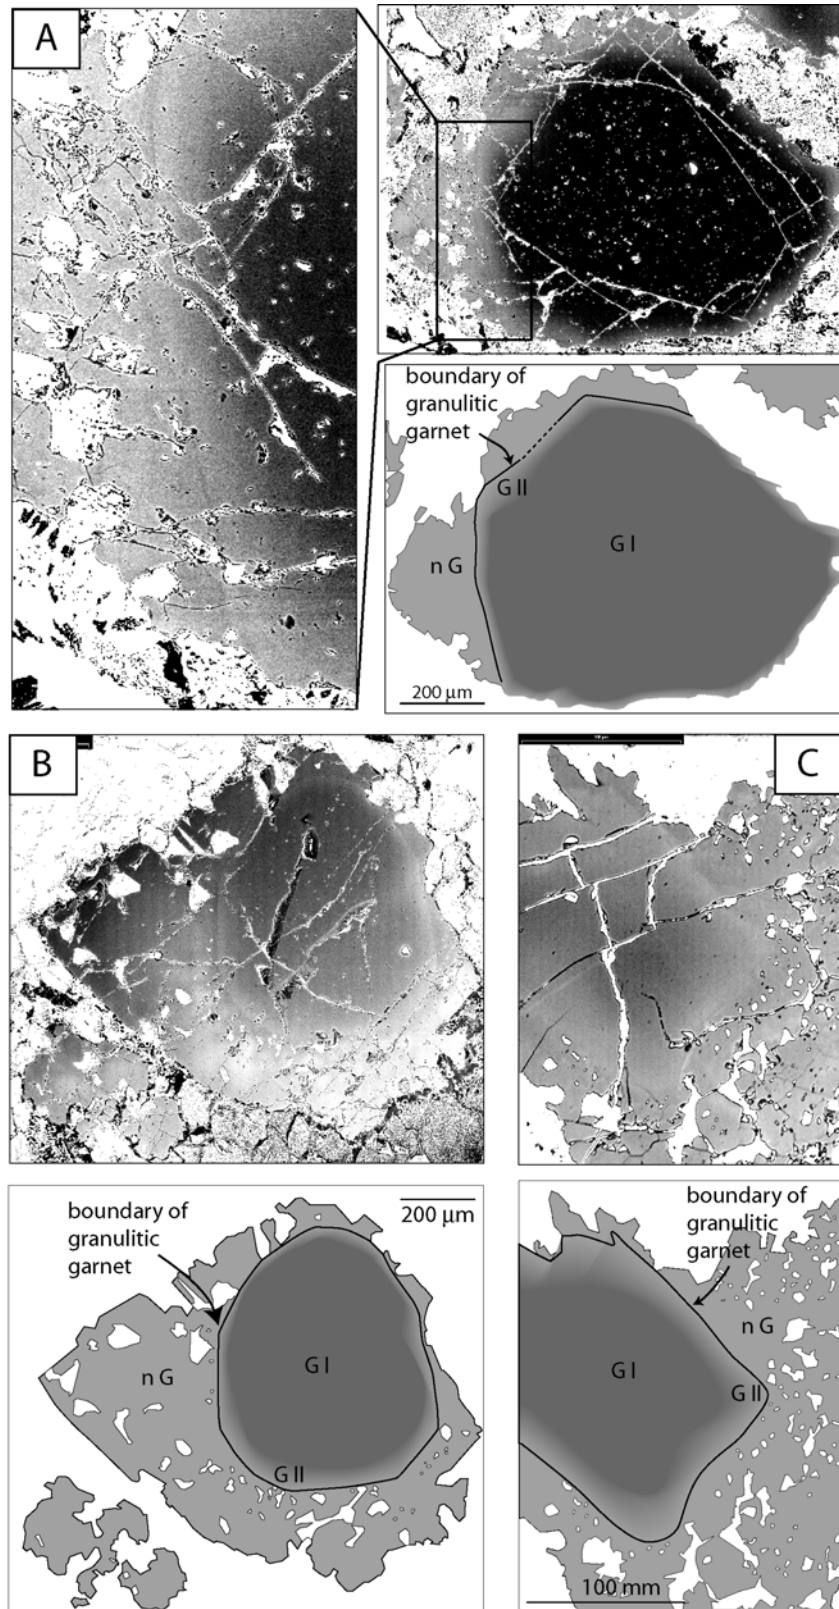 A
boundary of
granulitic
garnet
G II
G I
n G
200 µm
B
C
boundary of
granulitic
garnet
200 µm
n G
G I
G II
boundary of
granulitic
garnet
n G
G I
G II
100 mm